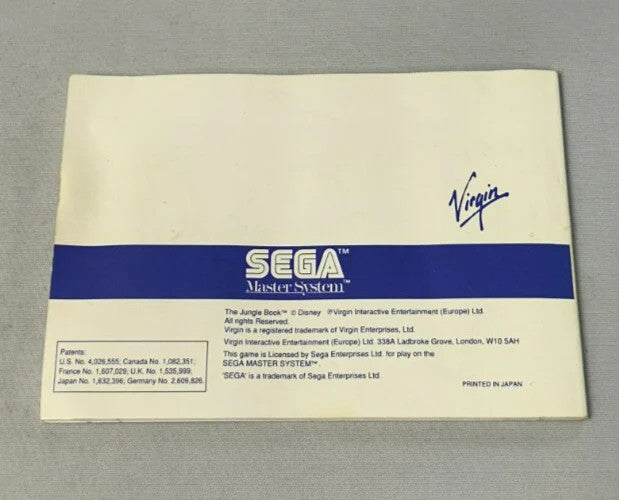 Virgin
SEGA™
Master System™
The Jungle Book™ © Disney ℗Virgin Interactive Entertainment (Europe) Ltd.
All rights Reserved.
Virgin is a registered trademark of Virgin Enterprises, Ltd.
Virgin Interactive Entertainment (Europe) Ltd. 338A Ladbroke Grove, London, W10 5AH
This game is Licensed by Sega Enterprises Ltd. for play on the
SEGA MASTER SYSTEM™.
'SEGA' is a trademark of Sega Enterprises Ltd.
Patents:
U.S. No. 4,026,555; Canada No. 1,082,351;
France No. 1,607,029; U.K. No. 1,535,999;
Japan No. 1,632,396; Germany No. 2,609,826.
PRINTED IN JAPAN